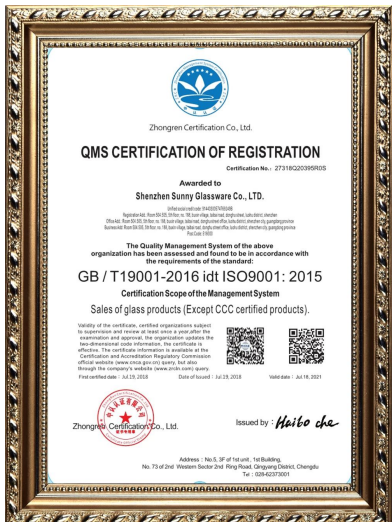 Zhongren Certification Co., Ltd.
QMS CERTIFICATION OF REGISTRATION
Certification No.: 27318Q20395R0S
Awarded to
Shenzhen Sunny Glassware Co., LTD.
The Quality Management System of the above
organization has been assessed and found to be in accordance with
the requirements of the standard:
GB / T19001-2016 idt ISO9001: 2015
Certification Scope of the Management System
Sales of glass products (Except CCC certified products).
Validity of the certificate, certified organizations subject
to supervision and review at least once a year,after the
examination and approval, the organization updates the
two-dimensional code information, the certificate is
effective. The certificate information is available at the
Certification and Accreditation Regulatory Commission
official website (www.cnca.gov.cn) query, but also
through the company's website (www.zrcln.com) query.
First certified date : Jul.19, 2018
Date of Issued : Jul.19, 2018
Valid date : Jul 18, 2021
Zhongren Certification Co., Ltd.
Issued by : Haibo che
Address : No.5, 3F of 1st unit , 1st Building,
No. 73 of 2nd Western Sector 2nd Ring Road, Qingyang District, Chengdu
Tel : 028-62373001